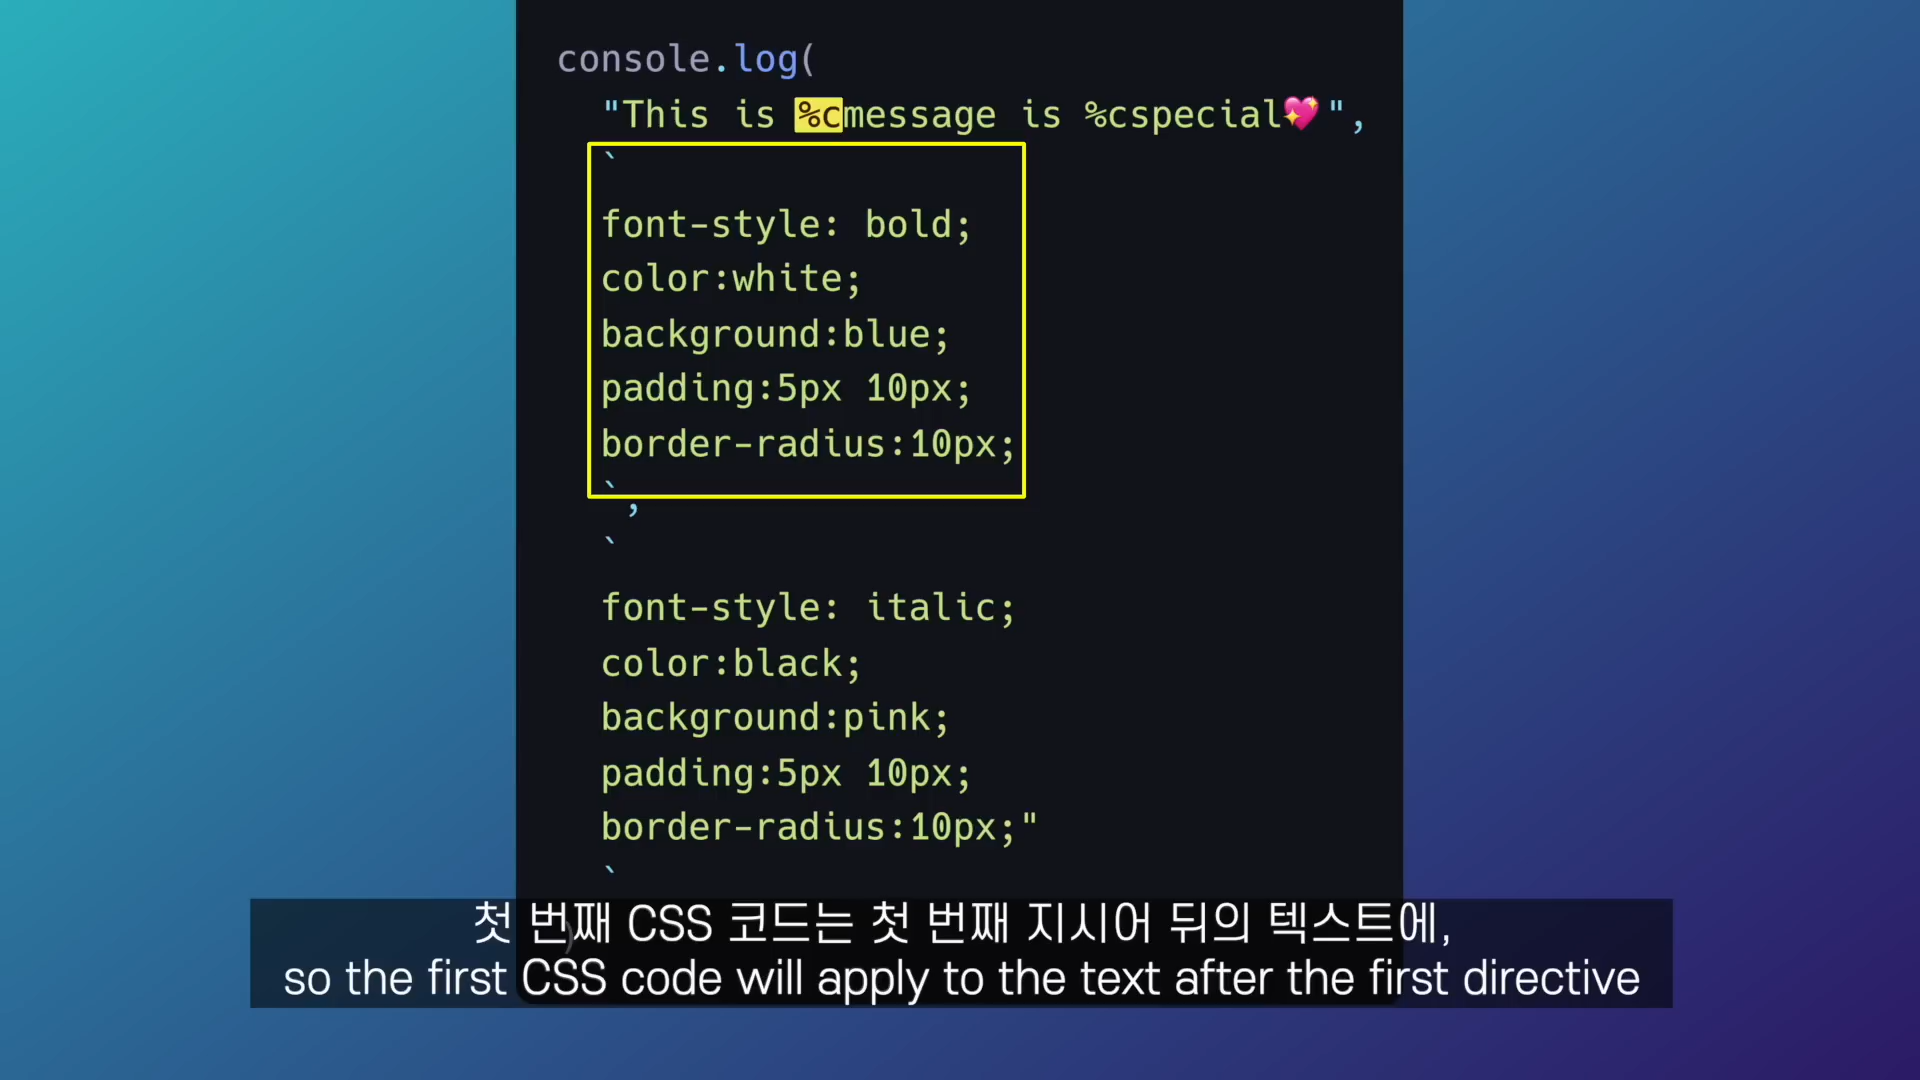 console.log(
"This is %cmessage is %cspecial💖",
`
font-style: bold;
color:white;
background:blue;
padding:5px 10px;
border-radius:10px;
`,
`
font-style: italic;
color:black;
background:pink;
padding:5px 10px;
border-radius:10px;"
`
)
첫 번째 CSS 코드는 첫 번째 지시어 뒤의 텍스트에,
so the first CSS code will apply to the text after the first directive